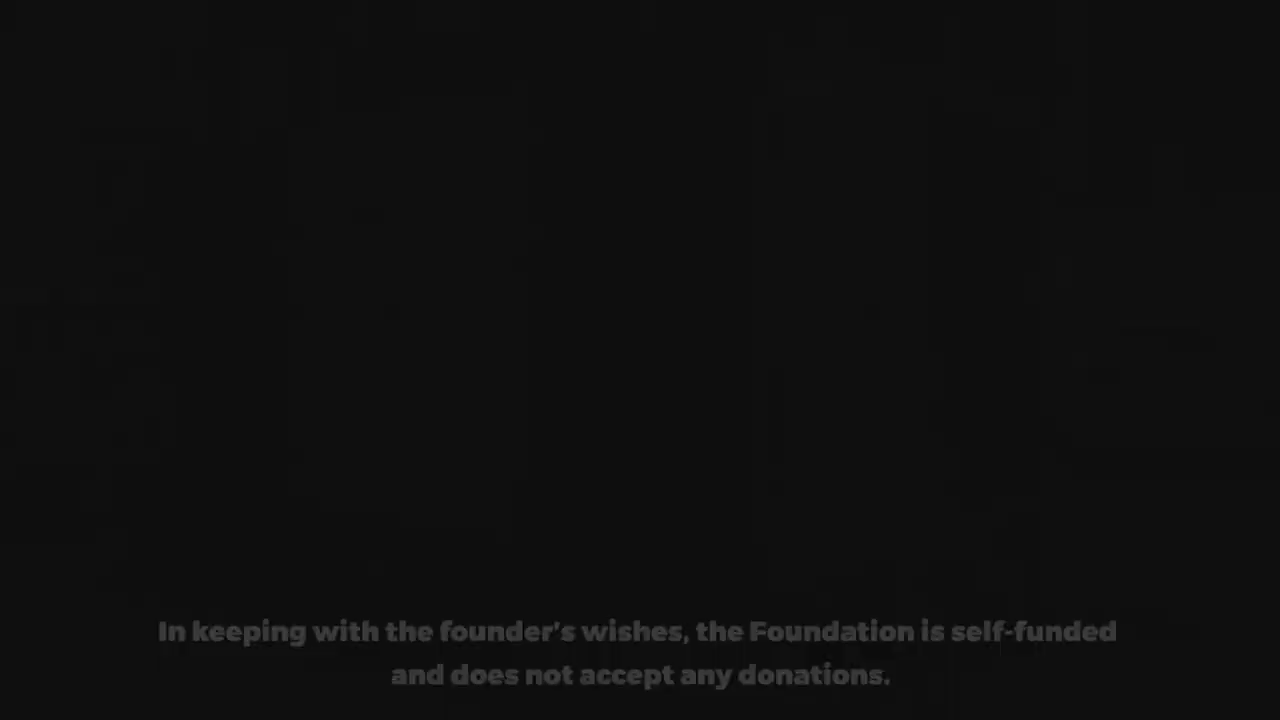 In keeping with the founder's wishes, the Foundation is self-funded
and does not accept any donations.